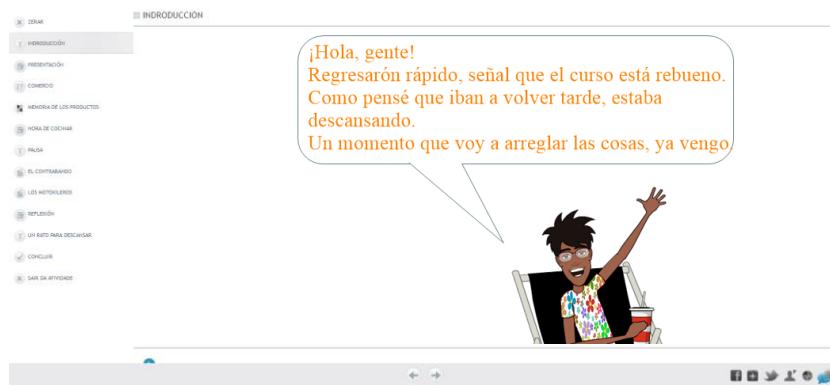 ZERAR
INDRODUCCIÓN
PRESENTACIÓN
COMERCIO
MEMORIA DE LOS PRODUCTOS
HORA DE COCINAR
PAUSA
EL CONTRABANDO
LOS MOTOKILEROS
REFLEXIÓN
UN RATO PARA DESCANSAR
CONCLUIR
SAIR DA ATIVIDADE
INDRODUCCIÓN
¡Hola, gente!
Regresarón rápido, señal que el curso está rebueno.
Como pensé que iban a volver tarde, estaba
descansando.
Un momento que voy a arreglar las cosas, ya vengo